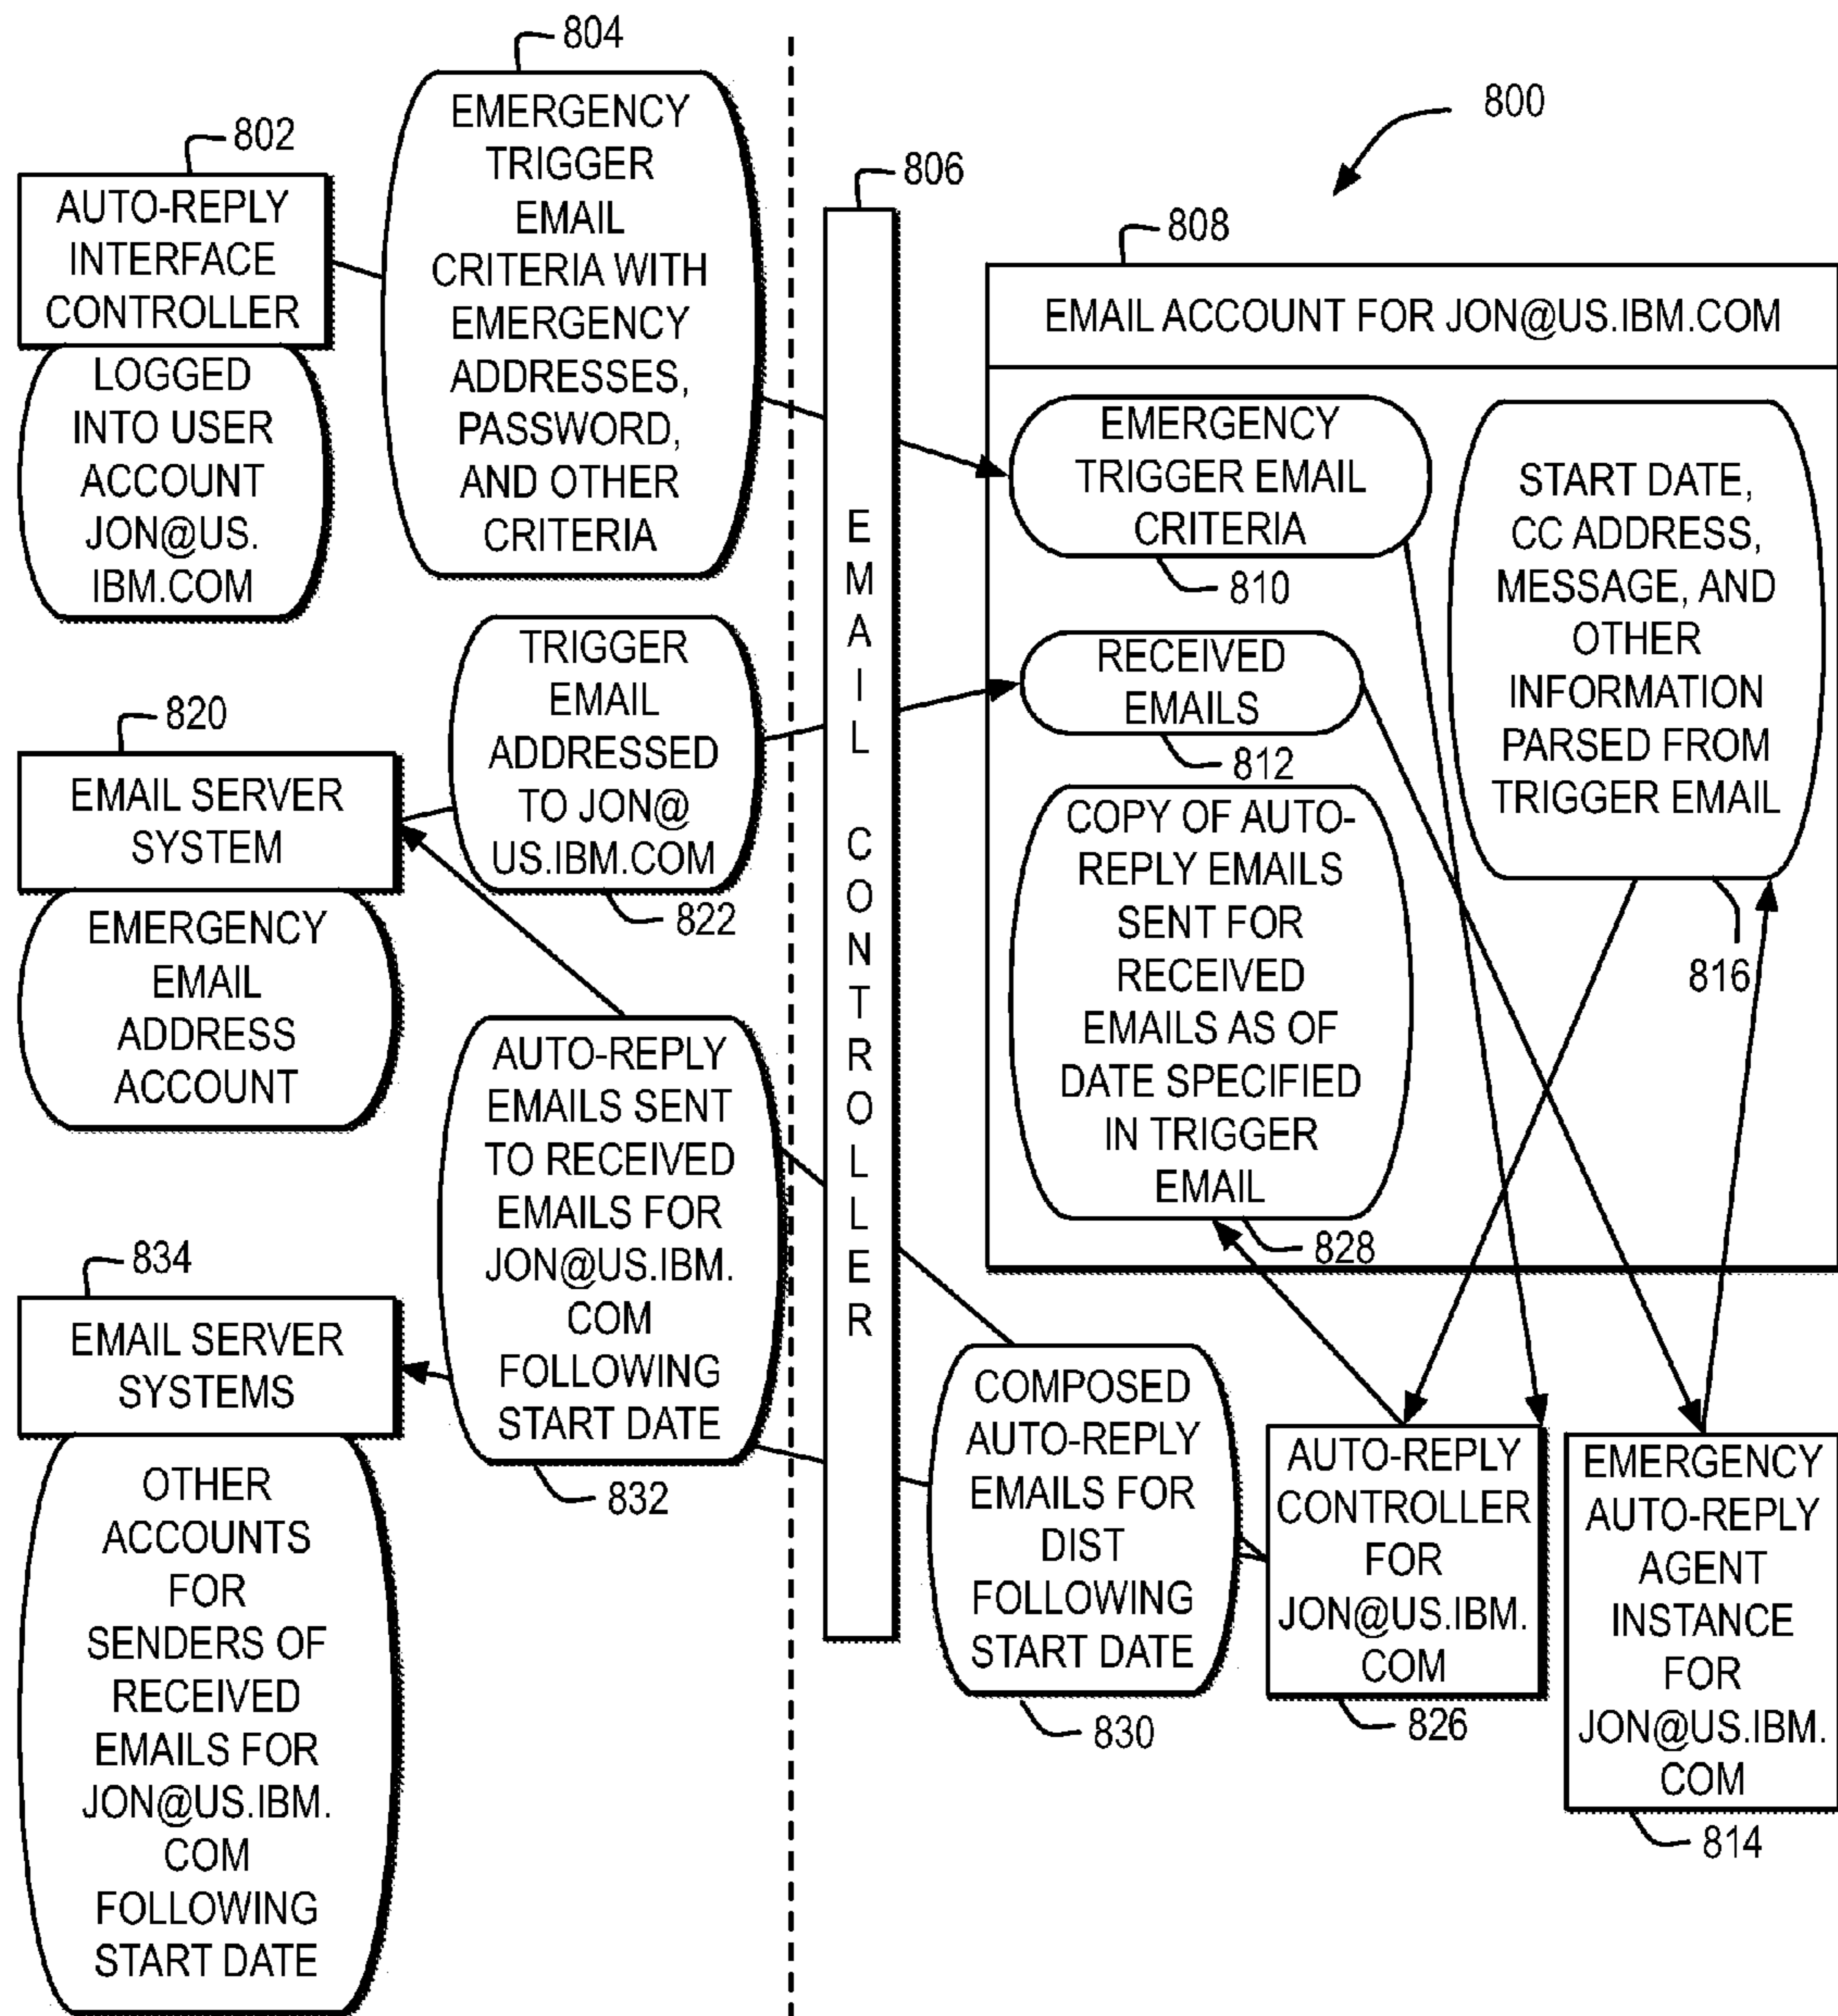 800
802
AUTO-REPLY
INTERFACE
CONTROLLER
LOGGED
INTO USER
ACCOUNT
JON@US.
IBM.COM
804
EMERGENCY
TRIGGER
EMAIL
CRITERIA WITH
EMERGENCY
ADDRESSES,
PASSWORD,
AND OTHER
CRITERIA
806
EMAIL CONTROLLER
808
EMAIL ACCOUNT FOR JON@US.IBM.COM
EMERGENCY
TRIGGER EMAIL
CRITERIA
810
RECEIVED
EMAILS
812
START DATE,
CC ADDRESS,
MESSAGE, AND
OTHER
INFORMATION
PARSED FROM
TRIGGER EMAIL
816
COPY OF AUTO-
REPLY EMAILS
SENT FOR
RECEIVED
EMAILS AS OF
DATE SPECIFIED
IN TRIGGER
EMAIL
828
820
EMAIL SERVER
SYSTEM
EMERGENCY
EMAIL
ADDRESS
ACCOUNT
TRIGGER
EMAIL
ADDRESSED
TO JON@
US.IBM.COM
822
AUTO-REPLY
EMAILS SENT
TO RECEIVED
EMAILS FOR
JON@US.IBM.
COM
FOLLOWING
START DATE
832
834
EMAIL SERVER
SYSTEMS
OTHER
ACCOUNTS
FOR
SENDERS OF
RECEIVED
EMAILS FOR
JON@US.IBM.
COM
FOLLOWING
START DATE
COMPOSED
AUTO-REPLY
EMAILS FOR
DIST
FOLLOWING
START DATE
830
AUTO-REPLY
CONTROLLER
FOR
JON@US.IBM.
COM
826
EMERGENCY
AUTO-REPLY
AGENT
INSTANCE
FOR
JON@US.IBM.
COM
814